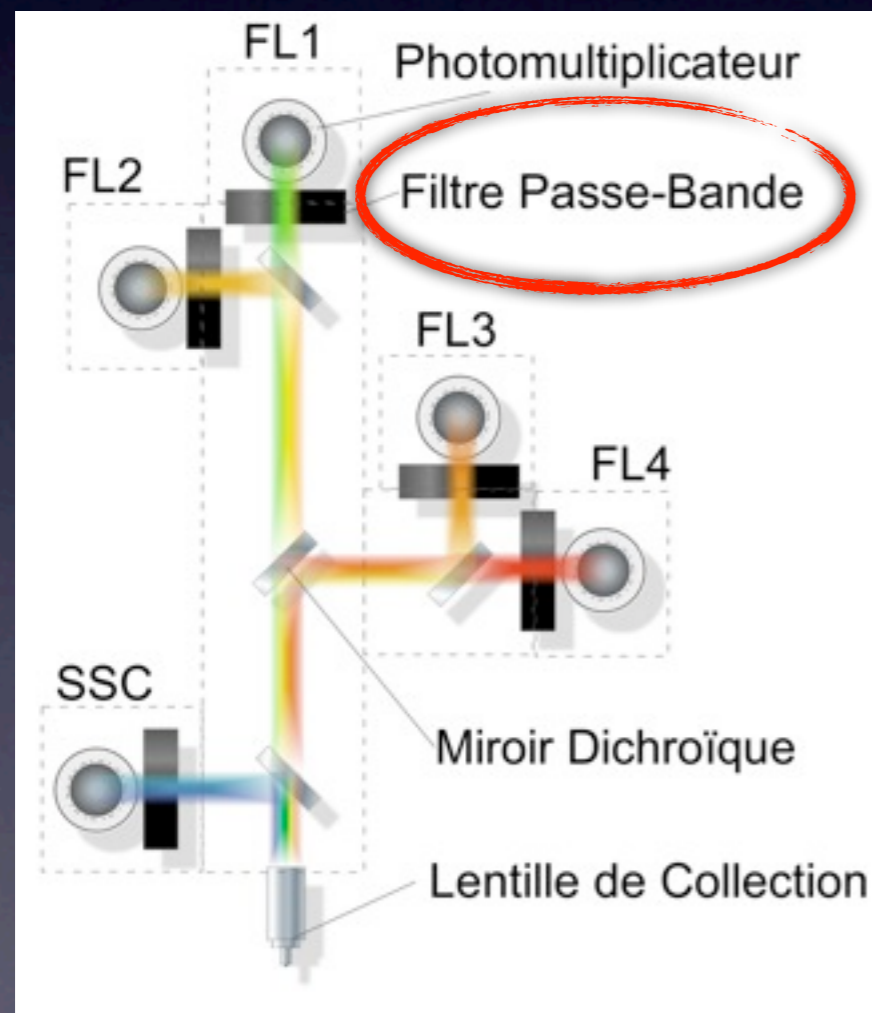 FL1
Photomultiplicateur
FL2
Filtre Passe-Bande
FL3
FL4
SSC
Miroir Dichroïque
Lentille de Collection